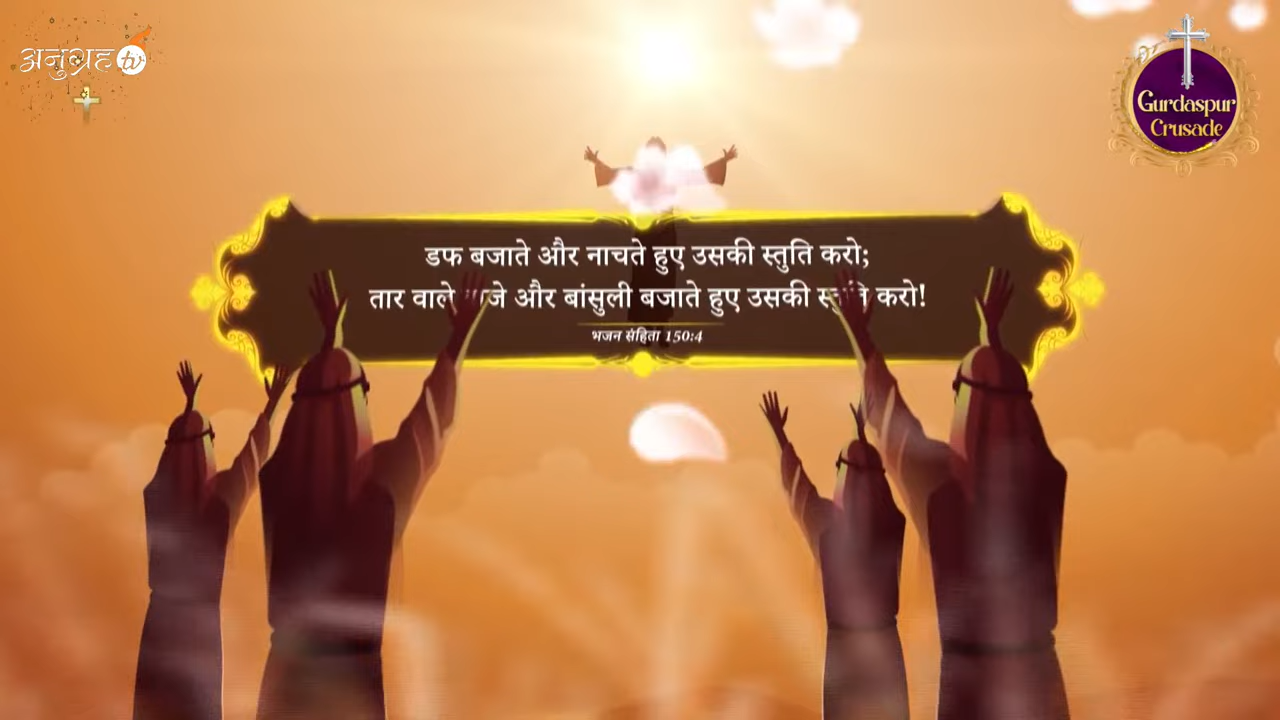 अनुग्रह tv
Gurdaspur
Crusade
डफ बजाते और नाचते हुए उसकी स्तुति करो;
तार वाले और बांसुली बजाते हुए उसकी करो!
भजन संहिता 150:4